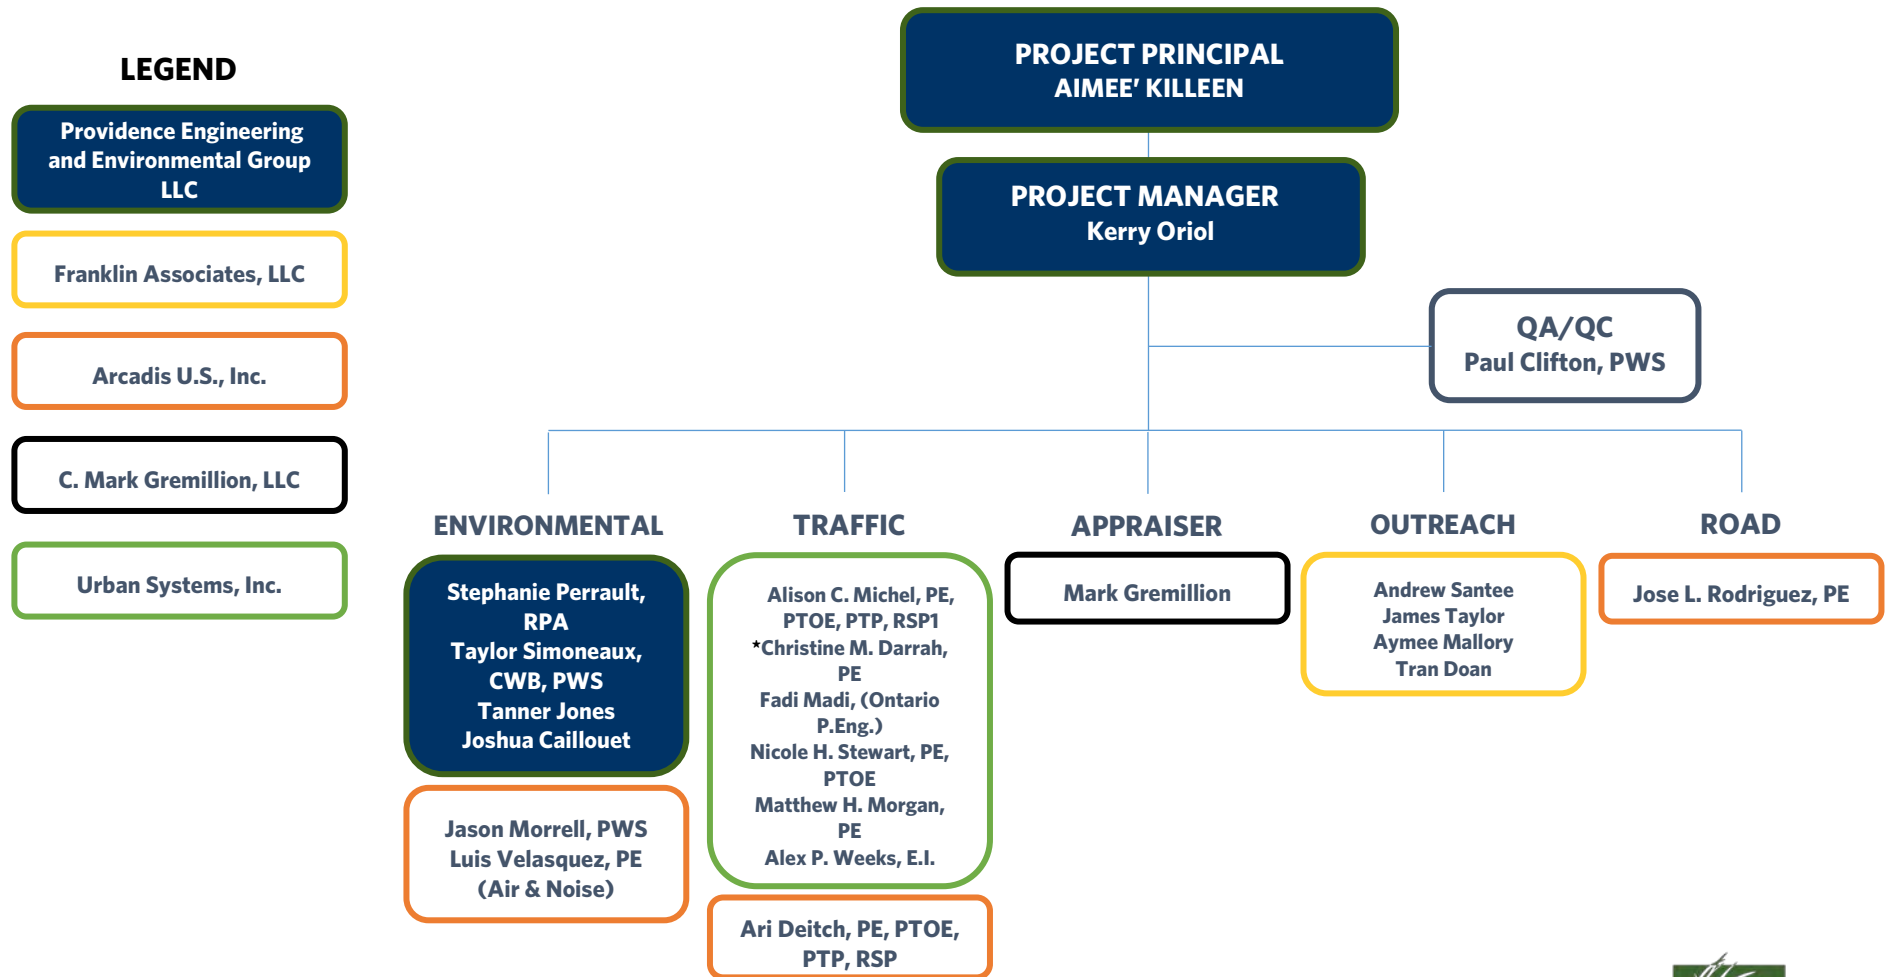 LEGEND
Providence Engineering
and Environmental Group
LLC
Franklin Associates, LLC
Arcadis U.S., Inc.
C. Mark Gremillion, LLC
Urban Systems, Inc.
PROJECT PRINCIPAL
AIMEE’ KILLEEN
PROJECT MANAGER
Kerry Oriol
QA/QC
Paul Clifton, PWS
ENVIRONMENTAL
Stephanie Perrault,
RPA
Taylor Simoneaux,
CWB, PWS
Tanner Jones
Joshua Caillouet
Jason Morrell, PWS
Luis Velasquez, PE
(Air & Noise)
TRAFFIC
Alison C. Michel, PE,
PTOE, PTP, RSP1
*Christine M. Darrah,
PE
Fadi Madi, (Ontario
P.Eng.)
Nicole H. Stewart, PE,
PTOE
Matthew H. Morgan,
PE
Alex P. Weeks, E.I.
Ari Deitch, PE, PTOE,
PTP, RSP
APPRAISER
Mark Gremillion
OUTREACH
Andrew Santee
James Taylor
Aymee Mallory
Tran Doan
ROAD
Jose L. Rodriguez, PE